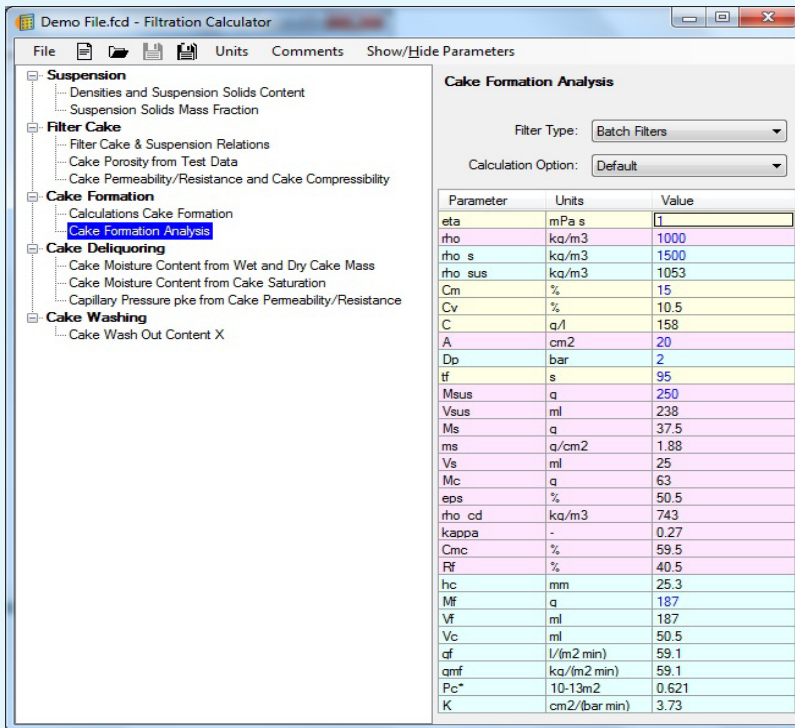 Demo File.fcd - Filtration Calculator
File Units Comments Show/Hide Parameters
Suspension
Densities and Suspension Solids Content
Suspension Solids Mass Fraction
Filter Cake
Filter Cake & Suspension Relations
Cake Porosity from Test Data
Cake Permeability/Resistance and Cake Compressibility
Cake Formation
Calculations Cake Formation
Cake Formation Analysis
Cake Deliquoring
Cake Moisture Content from Wet and Dry Cake Mass
Cake Moisture Content from Cake Saturation
Capillary Pressure pke from Cake Permeability/Resistance
Cake Washing
Cake Wash Out Content X
Cake Formation Analysis
Filter Type: Batch Filters
Calculation Option: Default
Parameter Units Value
eta mPa s 1
rho kg/m3 1000
rho_s kg/m3 1500
rho_sus kg/m3 1053
Cm % 15
Cv % 10.5
C g/l 158
A cm2 20
Dp bar 2
tf s 95
Msus g 250
Vsus ml 238
Ms g 37.5
ms g/cm2 1.88
Vs ml 25
Mc g 63
eps % 50.5
rho_cd kg/m3 743
kappa - 0.27
Cmc % 59.5
Rf % 40.5
hc mm 25.3
Mf g 187
Vf ml 187
Vc ml 50.5
qf l/(m2 min) 59.1
qmf kg/(m2 min) 59.1
Pc* 10-13m2 0.621
K cm2/(bar min) 3.73